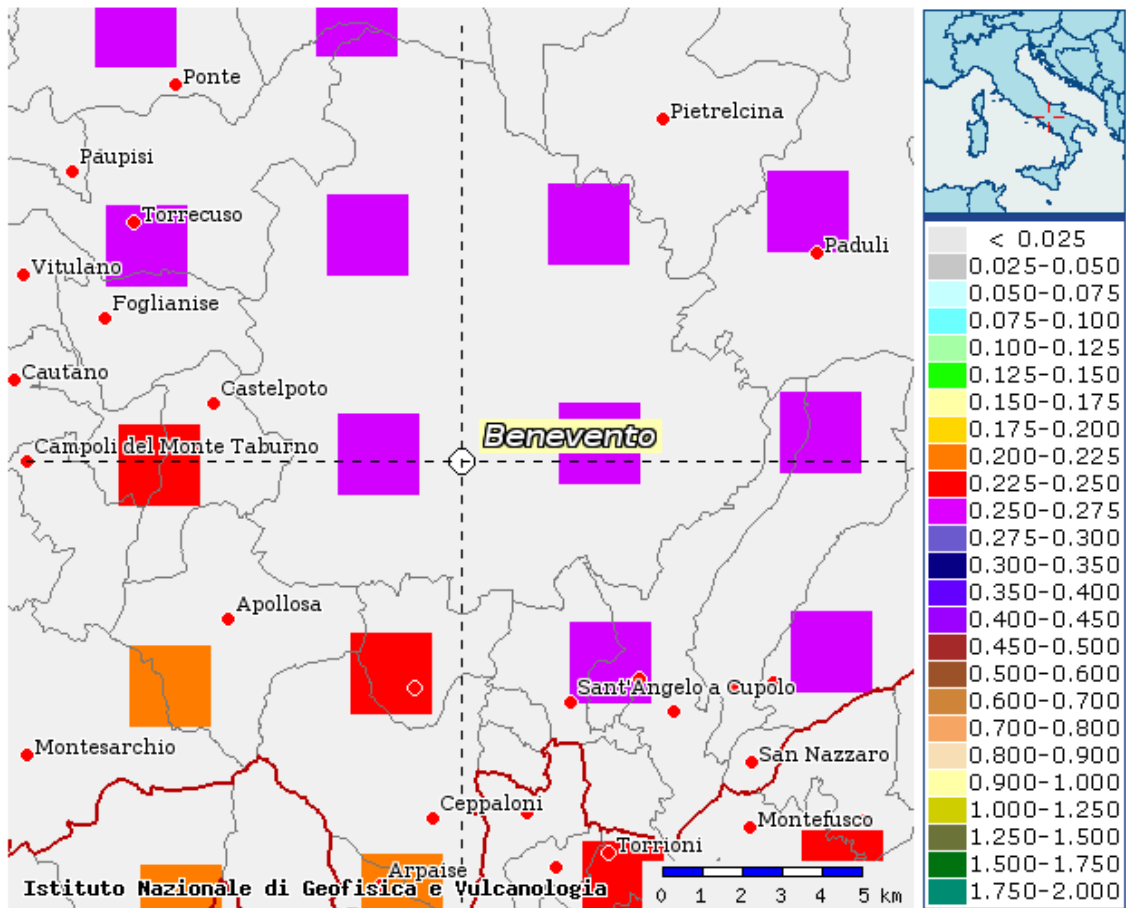 Ponte
Pietrelcina
Paupisi
Torrecuso
Paduli
Vitulano
Foglianise
Cautano
Castelpoto
Benevento
Campoli del Monte Taburno
Apollosa
Sant'Angelo a Cupolo
Montesarchio
San Nazzaro
Ceppaloni
Montefusco
Torrioni
Arpaise
Istituto Nazionale di Geofisica e Vulcanologia
0 1 2 3 4 5 km
< 0.025
0.025-0.050
0.050-0.075
0.075-0.100
0.100-0.125
0.125-0.150
0.150-0.175
0.175-0.200
0.200-0.225
0.225-0.250
0.250-0.275
0.275-0.300
0.300-0.350
0.350-0.400
0.400-0.450
0.450-0.500
0.500-0.600
0.600-0.700
0.700-0.800
0.800-0.900
0.900-1.000
1.000-1.250
1.250-1.500
1.500-1.750
1.750-2.000